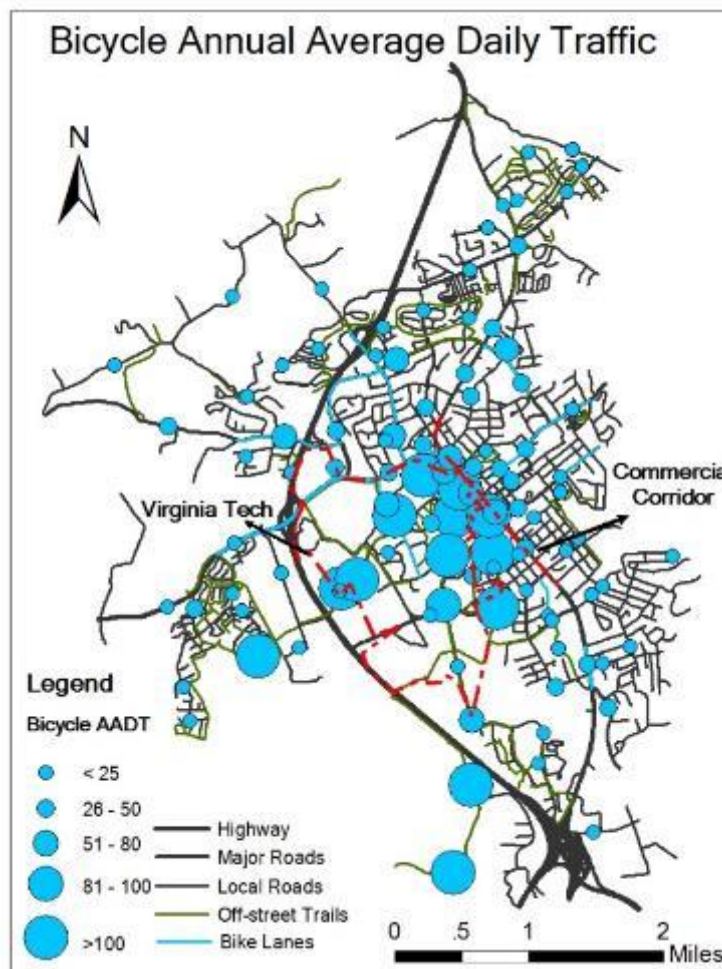 Bicycle Annual Average Daily Traffic
N
Virginia Tech
Commercia
Corridor
Legend
Bicycle AADT
< 25
26 - 50
51 - 80
81 - 100
>100
Highway
Major Roads
Local Roads
Off-street Trails
Bike Lanes
0 .5 1 2
Miles